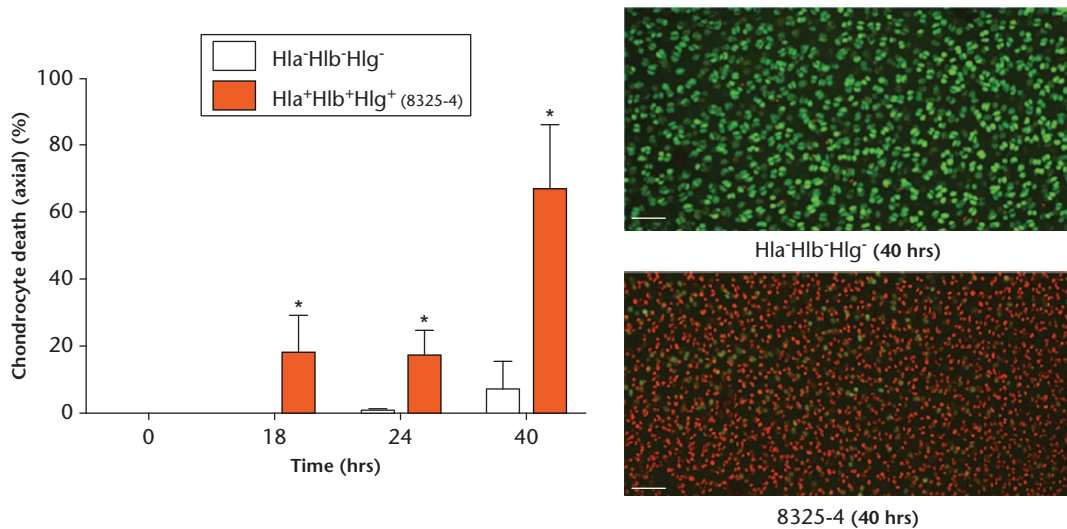 Hla⁻Hlb⁻Hlg⁻
Hla⁺Hlb⁺Hlg⁺ (8325-4)
Chondrocyte death (axial) (%)
100
80
60
40
20
0
*
*
*
0
18
24
40
Time (hrs)
Hla⁻Hlb⁻Hlg⁻ (40 hrs)
8325-4 (40 hrs)